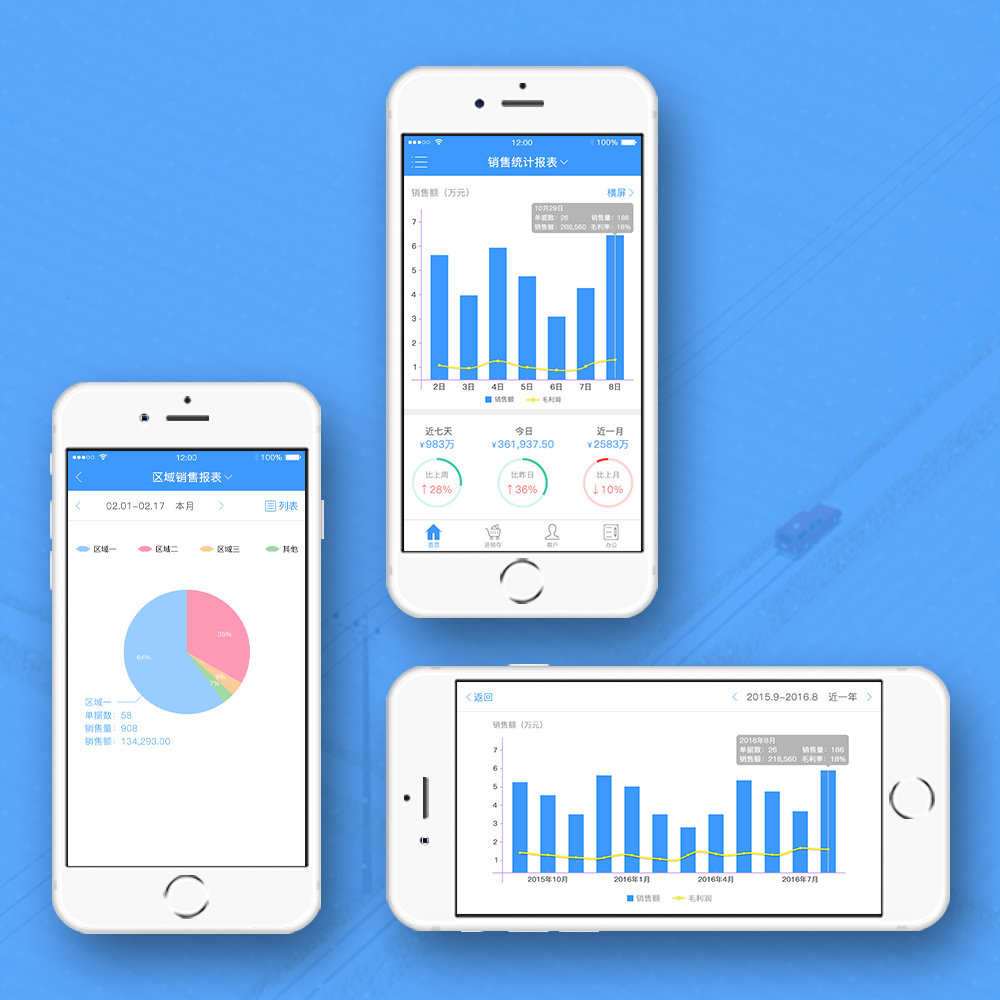 12:00
100%
销售统计报表
销售额（万元）
横屏
10月29日
单据数：26 销售量：186
销售额：288,560 毛利率：18%
7
6
5
4
3
2
1
2日 3日 4日 5日 6日 7日 8日
销售额 毛利润
近七天 今日 近一月
¥983万 ¥361,937.50 ¥2583万
比上周 比昨日 比上月
↑28% ↑36% ↓10%
首页 进销存 商户 办公
12:00
100%
区域销售报表
02.01-02.17 本月
列表
区域一 区域二 区域三 其他
35%
64%
9%
7%
区域一
单据数：58
销售量：908
销售额：134,293.00
返回
2015.9-2016.8 近一年
销售额（万元）
2016年8月
单据数：26 销售量：186
销售额：218,560 毛利率：18%
7
6
5
4
3
2
1
2015年10月 2016年1月 2016年4月 2016年7月
销售额 毛利润